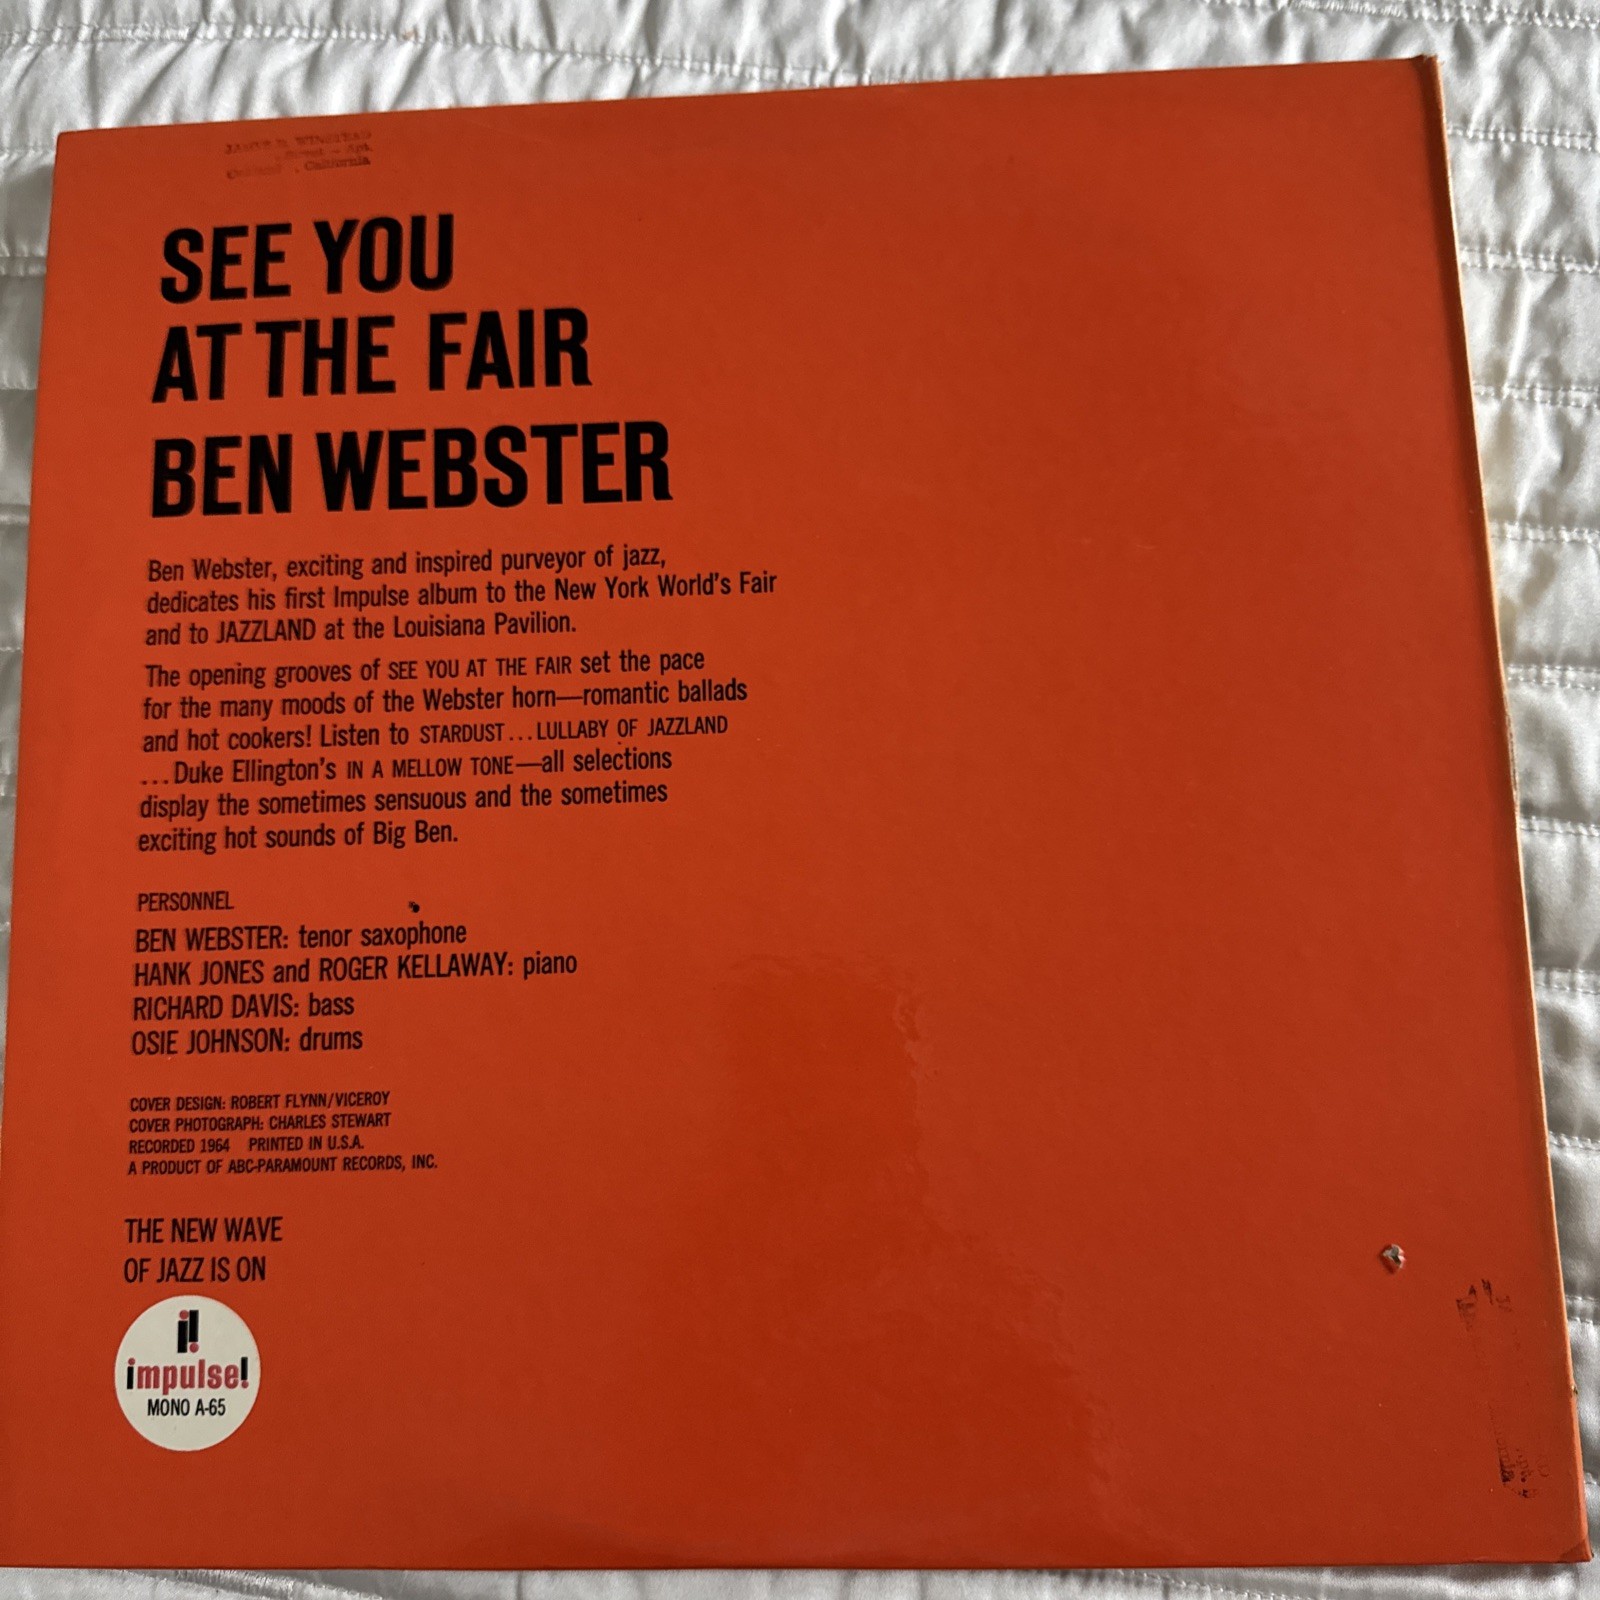 WINSTEAD
California
SEE YOU
AT THE FAIR
BEN WEBSTER
Ben Webster, exciting and inspired purveyor of jazz,
dedicates his first Impulse album to the New York World's Fair
and to JAZZLAND at the Louisiana Pavilion.
The opening grooves of SEE YOU AT THE FAIR set the pace
for the many moods of the Webster horn—romantic ballads
and hot cookers! Listen to STARDUST...LULLABY OF JAZZLAND
...Duke Ellington's IN A MELLOW TONE—all selections
display the sometimes sensuous and the sometimes
exciting hot sounds of Big Ben.
PERSONNEL
BEN WEBSTER: tenor saxophone
HANK JONES and ROGER KELLAWAY: piano
RICHARD DAVIS: bass
OSIE JOHNSON: drums
COVER DESIGN: ROBERT FLYNN/VICEROY
COVER PHOTOGRAPH: CHARLES STEWART
RECORDED 1964 PRINTED IN U.S.A.
A PRODUCT OF ABC-PARAMOUNT RECORDS, INC.
THE NEW WAVE
OF JAZZ IS ON
i!
impulse!
MONO A-65